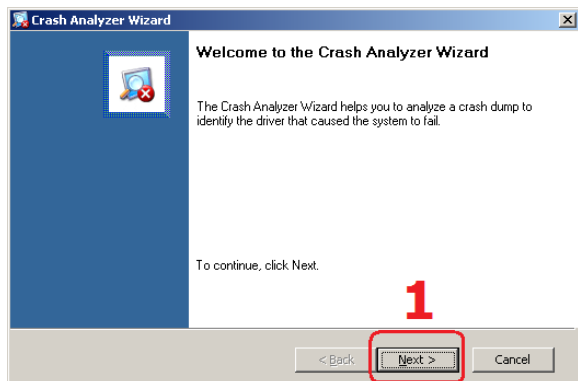 Crash Analyzer Wizard
Welcome to the Crash Analyzer Wizard
The Crash Analyzer Wizard helps you to analyze a crash dump to
identify the driver that caused the system to fail.
To continue, click Next.
1
< Back Next > Cancel